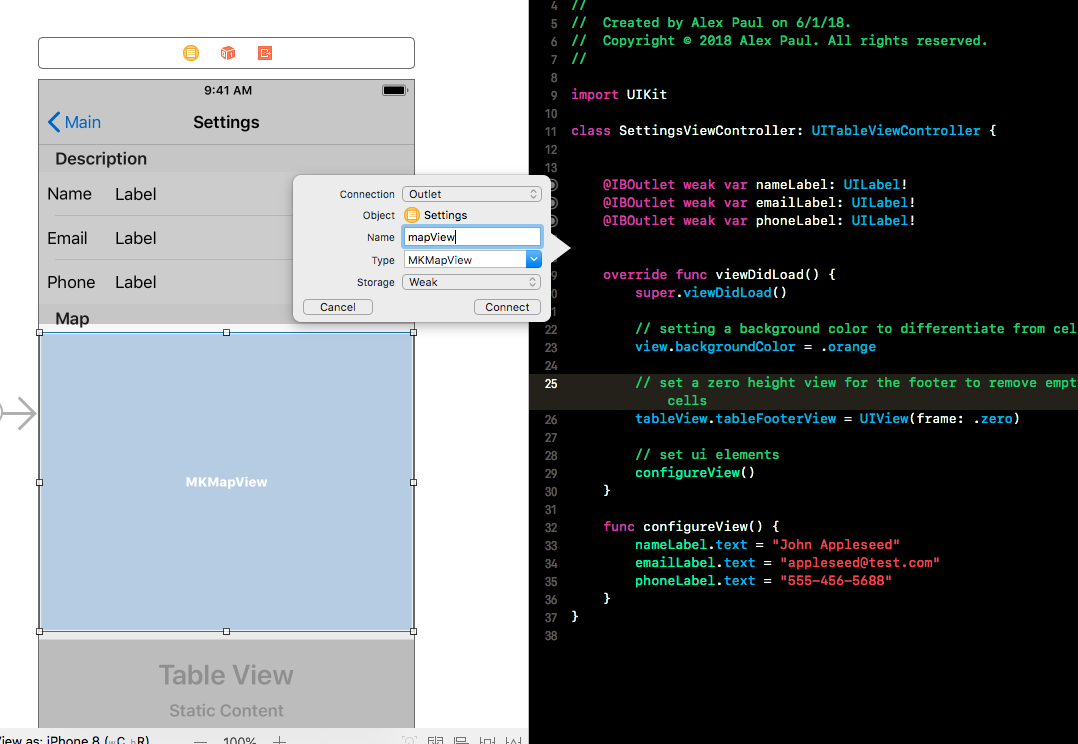 9:41 AM
Main
Settings
Description
Name Label
Email Label
Phone Label
Map
MKMapView
Table View
Static Content
View as: iPhone 8 (wC hR)
100%
Connection Outlet
Object Settings
Name mapView
Type MKMapView
Storage Weak
Cancel Connect
4 //
5 // Created by Alex Paul on 6/1/18.
6 // Copyright © 2018 Alex Paul. All rights reserved.
7 //
8
9 import UIKit
10
11 class SettingsViewController: UITableViewController {
12
13
@IBOutlet weak var nameLabel: UILabel!
@IBOutlet weak var emailLabel: UILabel!
@IBOutlet weak var phoneLabel: UILabel!
9 override func viewDidLoad() {
0 super.viewDidLoad()
1
22 // setting a background color to differentiate from cel
23 view.backgroundColor = .orange
24
25 // set a zero height view for the footer to remove empt
cells
26 tableView.tableFooterView = UIView(frame: .zero)
27
28 // set ui elements
29 configureView()
30 }
31
32 func configureView() {
33 nameLabel.text = "John Appleseed"
34 emailLabel.text = "appleseed@test.com"
35 phoneLabel.text = "555-456-5688"
36 }
37 }
38